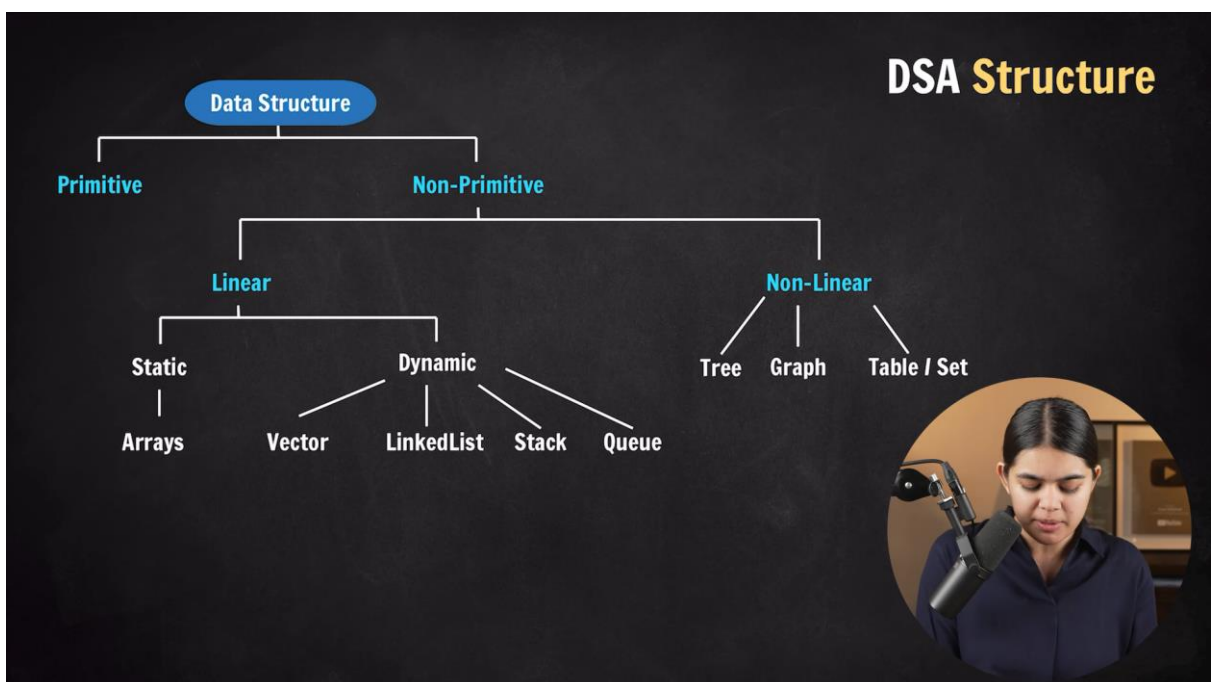 DSA Structure
Data Structure
Primitive Non-Primitive
Linear Non-Linear
Static Dynamic Tree Graph Table / Set
Arrays Vector LinkedList Stack Queue